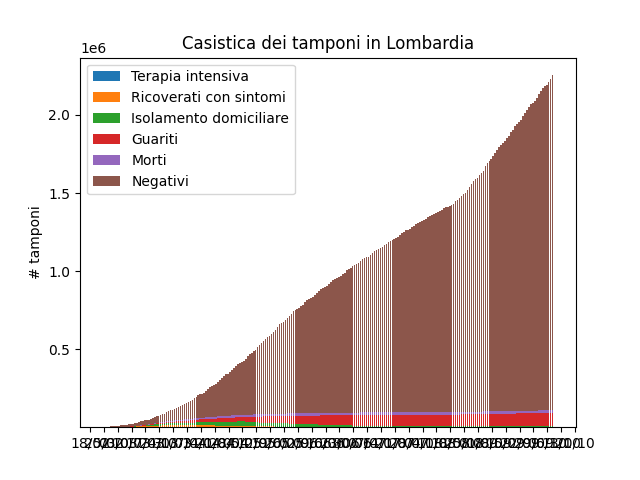 Casistica dei tamponi in Lombardia
1e6
2.0
1.5
1.0
0.5
# tamponi
Terapia intensiva
Ricoverati con sintomi
Isolamento domiciliare
Guariti
Morti
Negativi